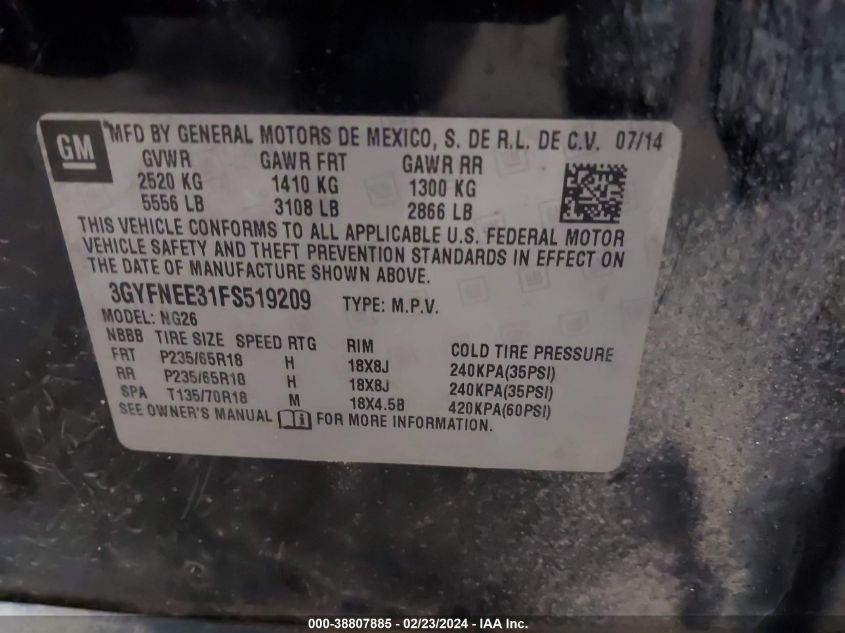 GM
MFD BY GENERAL MOTORS DE MEXICO, S. DE R.L. DE C.V. 07/14
GVWR GAWR FRT GAWR RR
2520 KG 1410 KG 1300 KG
5556 LB 3108 LB 2866 LB
THIS VEHICLE CONFORMS TO ALL APPLICABLE U.S. FEDERAL MOTOR
VEHICLE SAFETY AND THEFT PREVENTION STANDARDS IN EFFECT ON
THE DATE OF MANUFACTURE SHOWN ABOVE.
3GYFNEE31FS519209 TYPE: M.P.V.
MODEL: NG26
NBBB TIRE SIZE SPEED RTG RIM COLD TIRE PRESSURE
FRT P235/65R18 H 18X8J 240KPA(35PSI)
RR P235/65R18 H 18X8J 240KPA(35PSI)
SPA T135/70R18 M 18X4.5B 420KPA(60PSI)
SEE OWNER'S MANUAL FOR MORE INFORMATION.
000-38807885 - 02/23/2024 - IAA Inc.